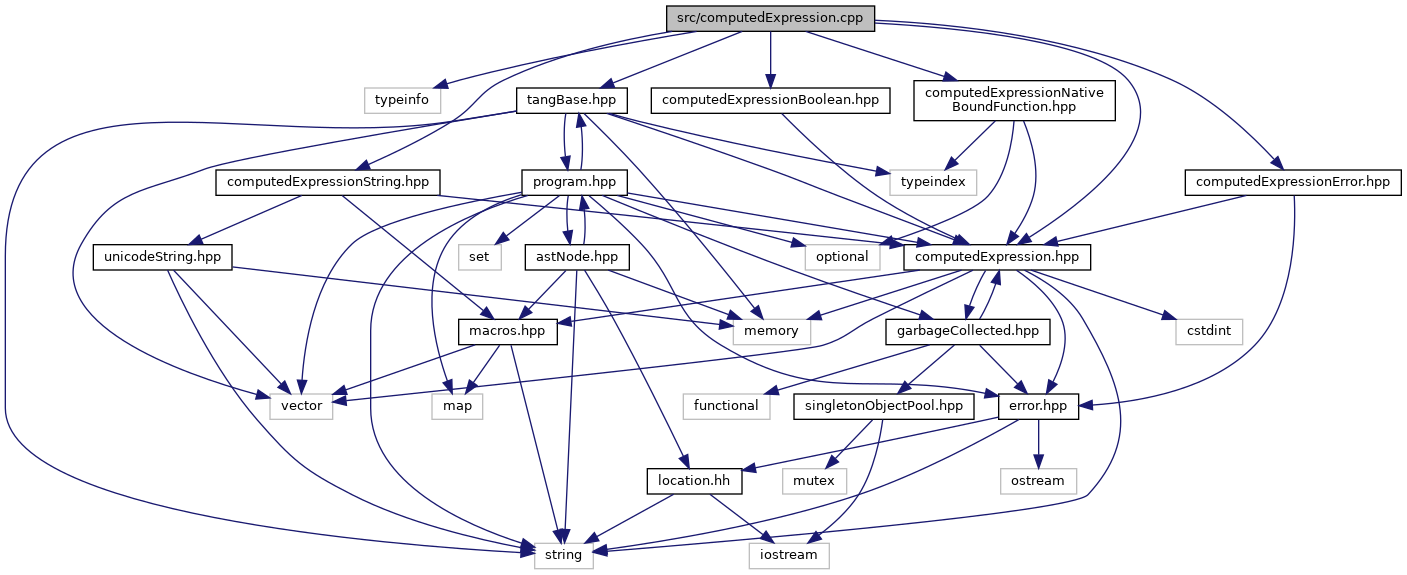 src/computedExpression.cpp
typeinfo
tangBase.hpp
computedExpressionBoolean.hpp
computedExpressionNative
BoundFunction.hpp
computedExpressionString.hpp
program.hpp
typeindex
computedExpressionError.hpp
unicodeString.hpp
set
astNode.hpp
optional
computedExpression.hpp
macros.hpp
memory
garbageCollected.hpp
cstdint
vector
map
functional
singletonObjectPool.hpp
error.hpp
location.hh
mutex
ostream
string
iostream